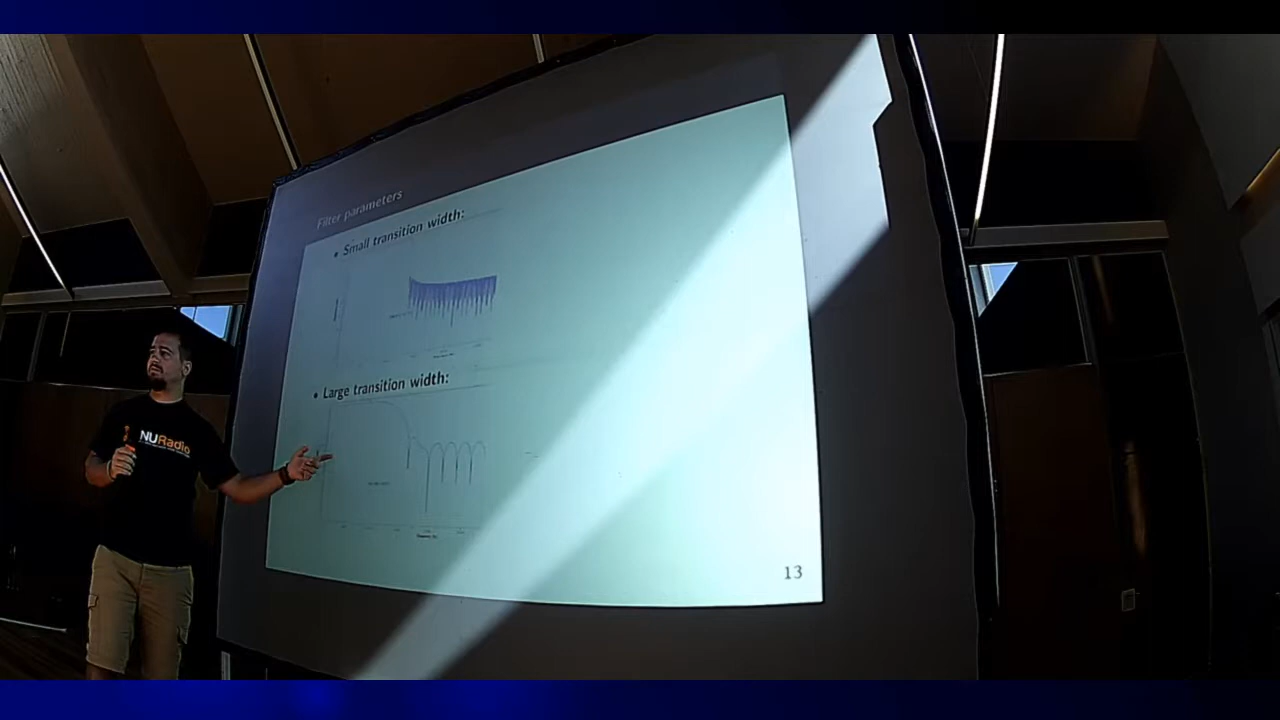 Filter parameters
• Small transition width:
• Large transition width:
13
NURadio